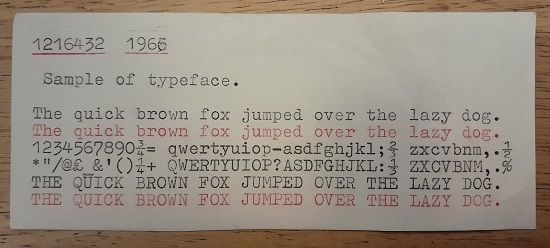 1216432 1966
Sample of typeface.
The quick brown fox jumped over the lazy dog.
The quick brown fox jumped over the lazy dog.
1234567890¾= qwertyuiop-asdfghjkl;⅔ zxcvbnm,.½
*"/@£_&'()¼+ QWERTYUIOP?ASDFGHJKL:⅓ ZXCVBNM,.%
THE QUICK BROWN FOX JUMPED OVER THE LAZY DOG.
THE QUICK BROWN FOX JUMPED OVER THE LAZY DOG.